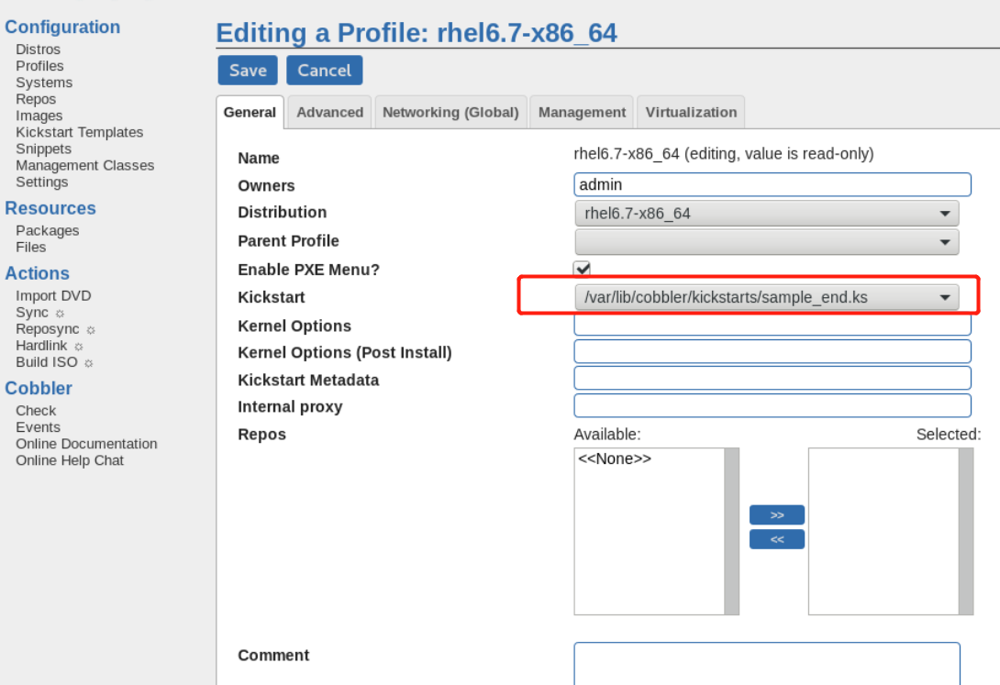 Configuration
Distros
Profiles
Systems
Repos
Images
Kickstart Templates
Snippets
Management Classes
Settings
Resources
Packages
Files
Actions
Import DVD
Sync ☼
Reposync ☼
Hardlink ☼
Build ISO ☼
Cobbler
Check
Events
Online Documentation
Online Help Chat
Editing a Profile: rhel6.7-x86_64
Save Cancel
General Advanced Networking (Global) Management Virtualization
Name rhel6.7-x86_64 (editing, value is read-only)
Owners admin
Distribution rhel6.7-x86_64
Parent Profile
Enable PXE Menu?
Kickstart /var/lib/cobbler/kickstarts/sample_end.ks
Kernel Options
Kernel Options (Post Install)
Kickstart Metadata
Internal proxy
Repos Available: Selected:
<<None>>
>>
<<
Comment